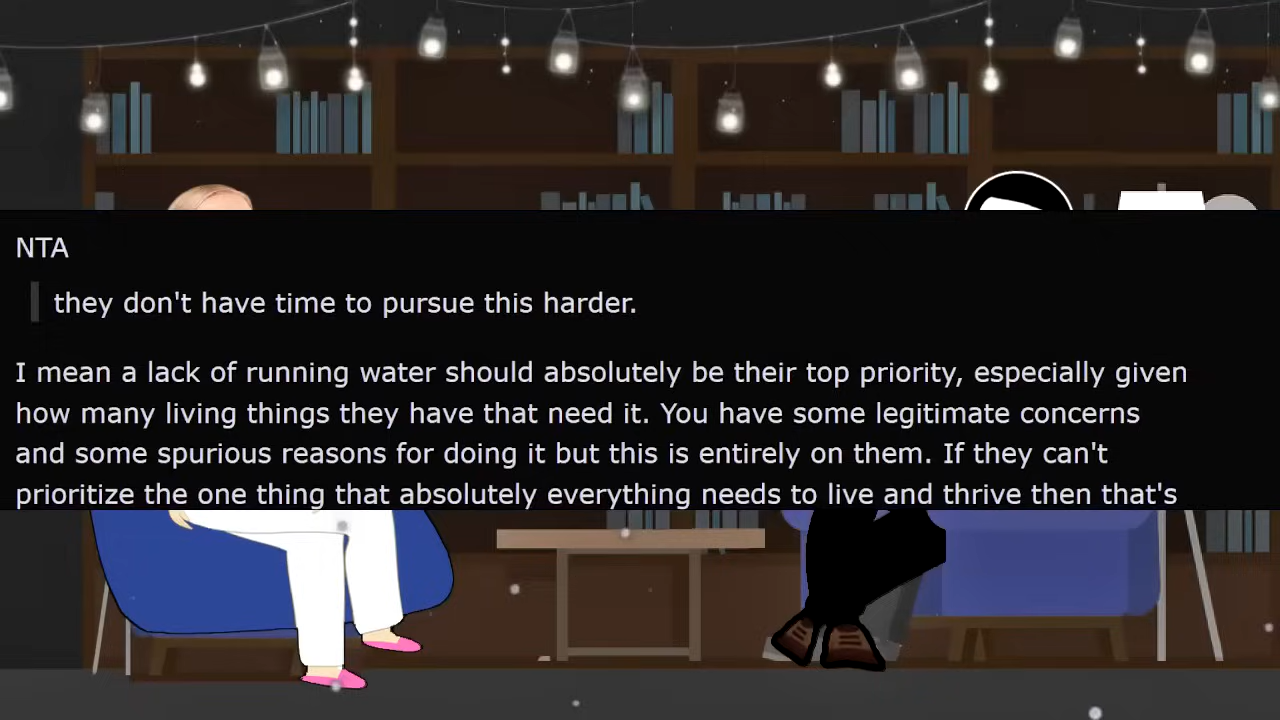 NTA
they don't have time to pursue this harder.
I mean a lack of running water should absolutely be their top priority, especially given
how many living things they have that need it. You have some legitimate concerns
and some spurious reasons for doing it but this is entirely on them. If they can't
prioritize the one thing that absolutely everything needs to live and thrive then that's